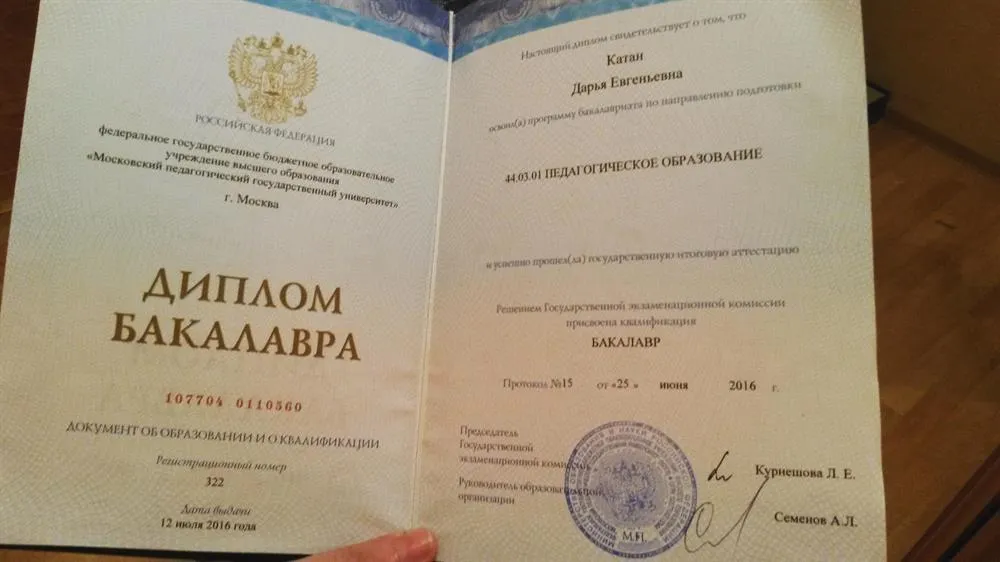 РОССИЙСКАЯ ФЕДЕРАЦИЯ
федеральное государственное бюджетное образовательное
учреждение высшего образования
«Московский педагогический государственный университет»
г. Москва
ДИПЛОМ
БАКАЛАВРА
107704 0110560
ДОКУМЕНТ ОБ ОБРАЗОВАНИИ И О КВАЛИФИКАЦИИ
Регистрационный номер
322
Дата выдачи
12 июля 2016 года
Настоящий диплом свидетельствует о том, что
Катан
Дарья Евгеньевна
освоил(а) программу бакалавриата по направлению подготовки
44.03.01 ПЕДАГОГИЧЕСКОЕ ОБРАЗОВАНИЕ
и успешно прошел(ла) государственную итоговую аттестацию
Решением Государственной экзаменационной комиссии
присвоена квалификация
БАКАЛАВР
Протокол №15 от «25 » июня 2016 г.
Председатель
Государственной
экзаменационной комиссии
Курнешова Л. Е.
Руководитель образовательной
организации
Семенов А.Л.
М.П.